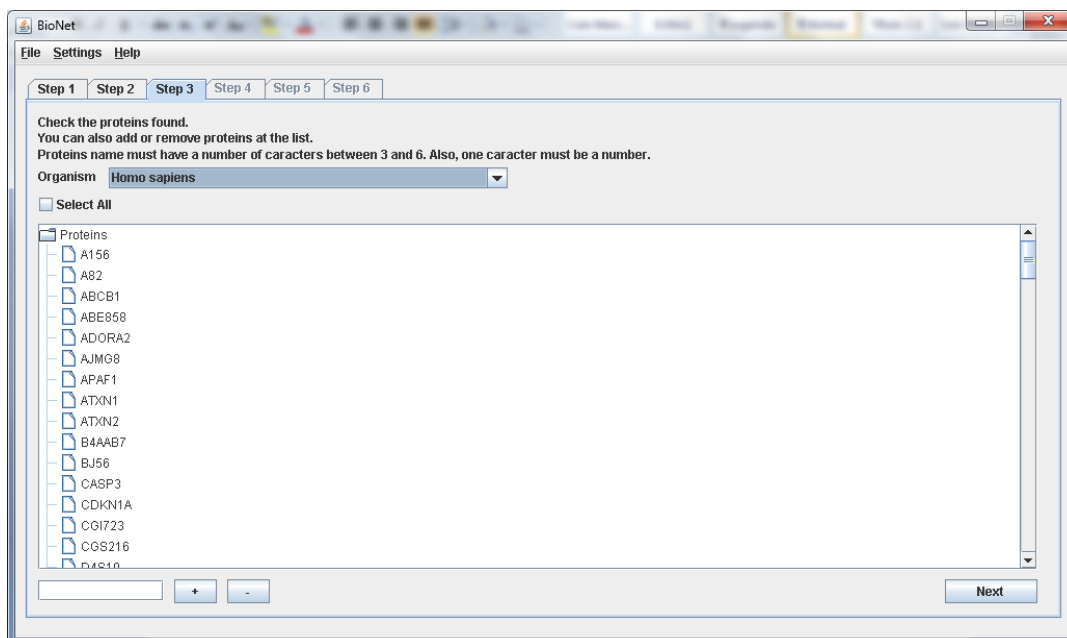 BioNet
File Settings Help
Step 1 Step 2 Step 3 Step 4 Step 5 Step 6
Check the proteins found.
You can also add or remove proteins at the list.
Proteins name must have a number of caracters between 3 and 6. Also, one caracter must be a number.
Organism Homo sapiens
Select All
Proteins
A156
A82
ABCB1
ABE858
ADORA2
AJMG8
APAF1
ATXN1
ATXN2
B4AAB7
BJ56
CASP3
CDKN1A
CGI723
CGS216
D4S10
+ - Next